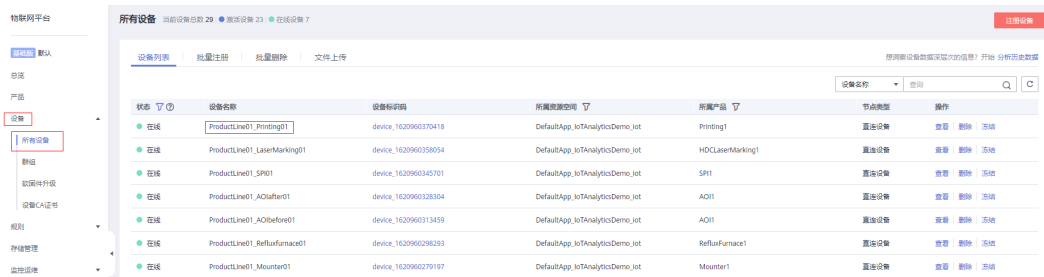 物联网平台
基础版 默认
总览
产品
设备
所有设备
群组
软固件升级
设备CA证书
规则
存储管理
监控运维
所有设备 当前设备总数 29 激活设备 23 在线设备 7
注册设备
设备列表 批量注册 批量删除 文件上传
想洞察设备数据深层次的信息? 开始 分析历史数据
设备名称 查询
状态 设备名称 设备标识码 所属资源空间 所属产品 节点类型 操作
在线 ProductLine01_Printing01 device_1620960370418 DefaultApp_IoTAnalyticsDemo_iot Printing1 直连设备 查看 删除 冻结
在线 ProductLine01_LaserMarking01 device_1620960358054 DefaultApp_IoTAnalyticsDemo_iot HDCLaserMarking1 直连设备 查看 删除 冻结
在线 ProductLine01_SPI01 device_1620960345701 DefaultApp_IoTAnalyticsDemo_iot SPI1 直连设备 查看 删除 冻结
在线 ProductLine01_AOIafter01 device_1620960328304 DefaultApp_IoTAnalyticsDemo_iot AOI1 直连设备 查看 删除 冻结
在线 ProductLine01_AOIbefore01 device_1620960313459 DefaultApp_IoTAnalyticsDemo_iot AOI1 直连设备 查看 删除 冻结
在线 ProductLine01_Refluxfurnace01 device_1620960298293 DefaultApp_IoTAnalyticsDemo_iot RefluxFurnace1 直连设备 查看 删除 冻结
在线 ProductLine01_Mounter01 device_1620960279197 DefaultApp_IoTAnalyticsDemo_iot Mounter1 直连设备 查看 删除 冻结